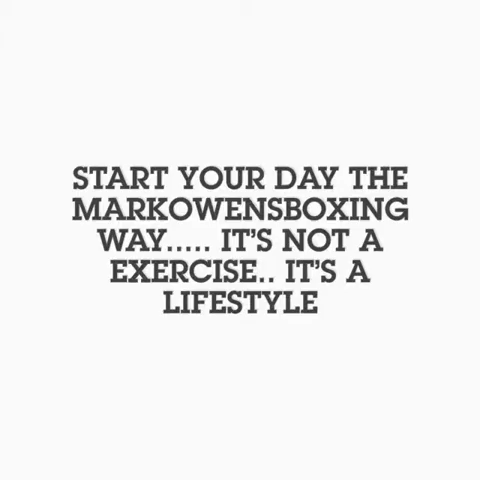 START YOUR DAY THE
MARKOWENSBOXING
WAY..... IT'S NOT A
EXERCISE.. IT'S A
LIFESTYLE